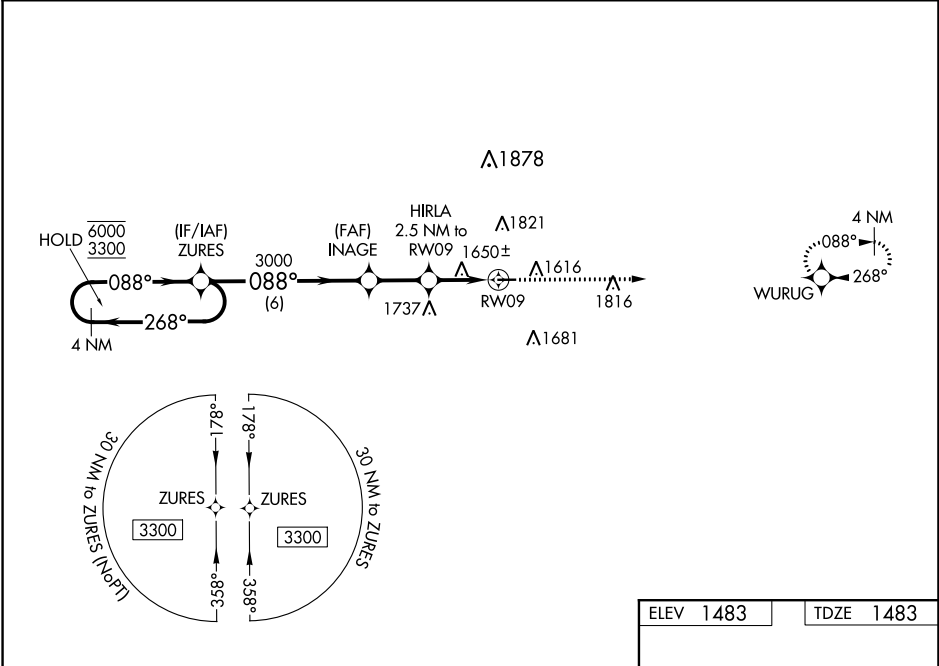 1878
HOLD
6000
3300
(IF/IAF)
ZURES
(FAF)
INAGE
HIRLA
2.5 NM to
RW09
1821
1650±
4 NM
088°
3000
088°
(6)
1616
088°
268°
WURUG
268°
4 NM
1737
RW09
1816
1681
30 NM to ZURES (NoPT)
178°
178°
30 NM to ZURES
ZURES
ZURES
3300
3300
358°
358°
ELEV 1483
TDZE 1483